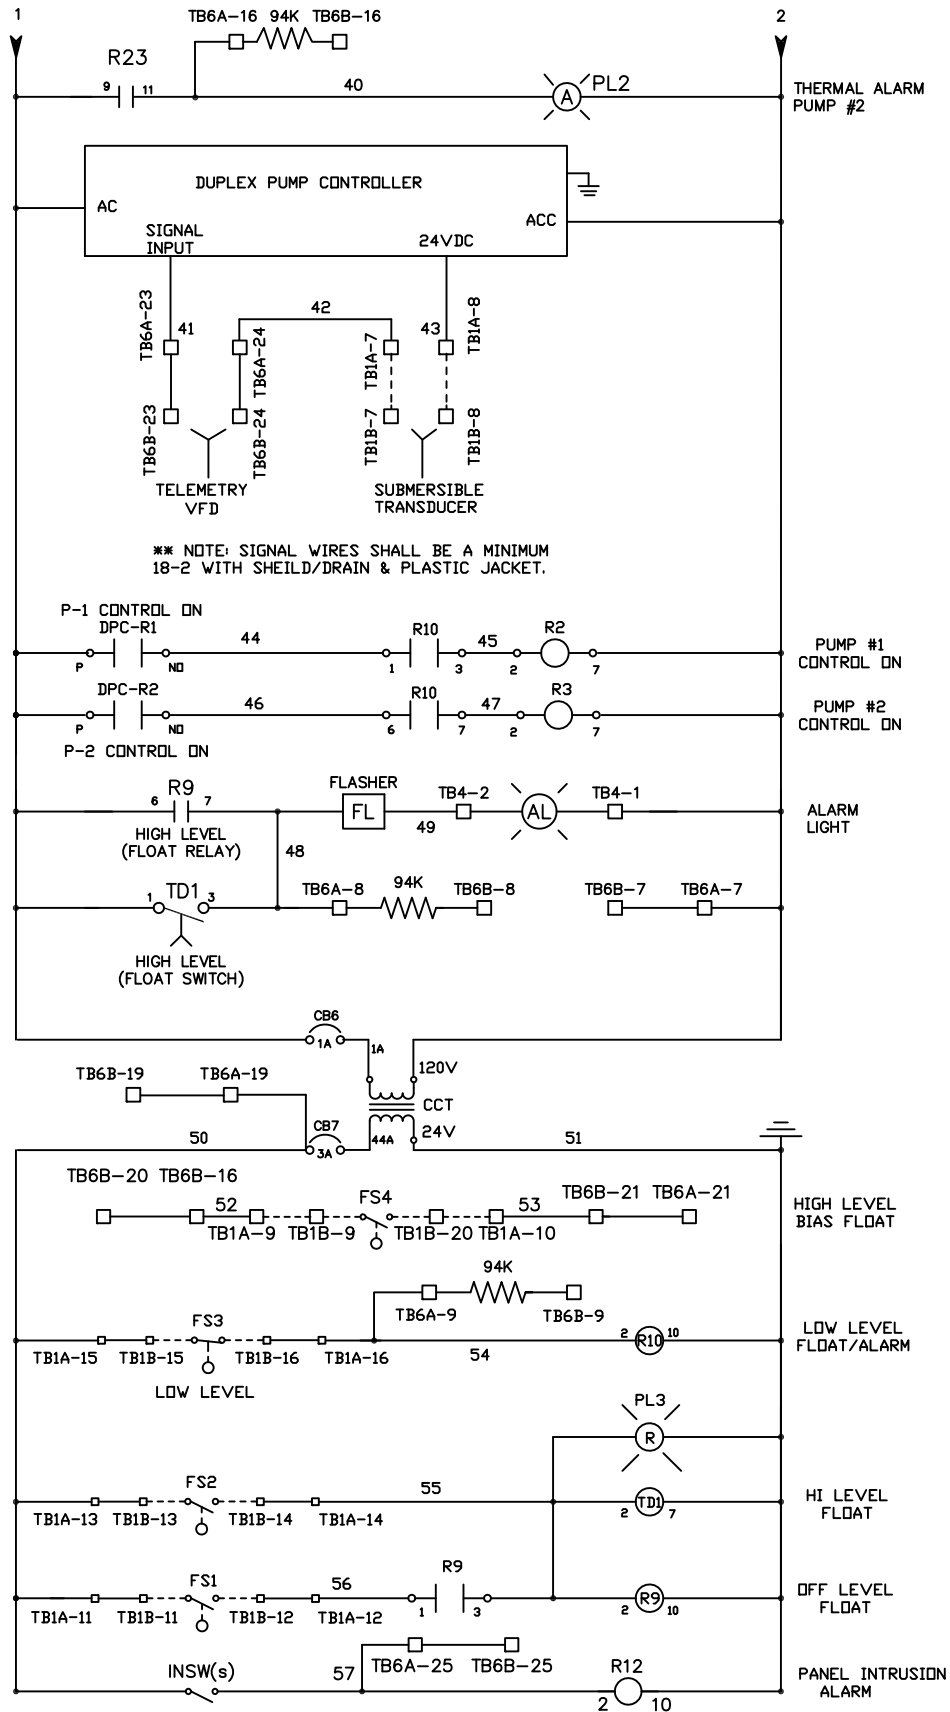 1
TB6A-16 94K TB6B-16
2
R23
9 11
40
A
PL2
THERMAL ALARM
PUMP #2
DUPLEX PUMP CONTROLLER
AC
ACC
SIGNAL
INPUT
24VDC
TB6A-23
41
TB6A-24
42
TB1A-7
43
TB1A-8
TB6B-23
TB6B-24
TB1B-7
TB1B-8
TELEMETRY
VFD
SUBMERSIBLE
TRANSDUCER
** NOTE: SIGNAL WIRES SHALL BE A MINIMUM
18-2 WITH SHEILD/DRAIN & PLASTIC JACKET.
P-1 CONTROL ON
DPC-R1
44
R10
45
R2
P NO 1 3 2 7
PUMP #1
CONTROL ON
DPC-R2
46
R10
47
R3
P NO 6 7 2 7
P-2 CONTROL ON
PUMP #2
CONTROL ON
R9
6 7
HIGH LEVEL
(FLOAT RELAY)
FLASHER
FL
49
TB4-2
AL
TB4-1
ALARM
LIGHT
48
TD1
1 3
HIGH LEVEL
(FLOAT SWITCH)
TB6A-8
94K
TB6B-8
TB6B-7
TB6A-7
CB6
1A
1A
120V
TB6B-19
TB6A-19
CCT
CB7
3A
44A
24V
50
51
TB6B-20 TB6B-16
52
FS4
53
TB6B-21 TB6A-21
TB1A-9 TB1B-9 TB1B-20 TB1A-10
HIGH LEVEL
BIAS FLOAT
94K
TB6A-9
TB6B-9
FS3
TB1A-15 TB1B-15 TB1B-16 TB1A-16
54
2 R10 10
LOW LEVEL
LOW LEVEL
FLOAT/ALARM
PL3
R
FS2
55
TB1A-13 TB1B-13 TB1B-14 TB1A-14
2 TD1 7
HI LEVEL
FLOAT
FS1
56
R9
TB1A-11 TB1B-11 TB1B-12 TB1A-12
1 3
2 R9 10
OFF LEVEL
FLOAT
INSW(s)
57
TB6A-25 TB6B-25
R12
2 10
PANEL INTRUSION
ALARM